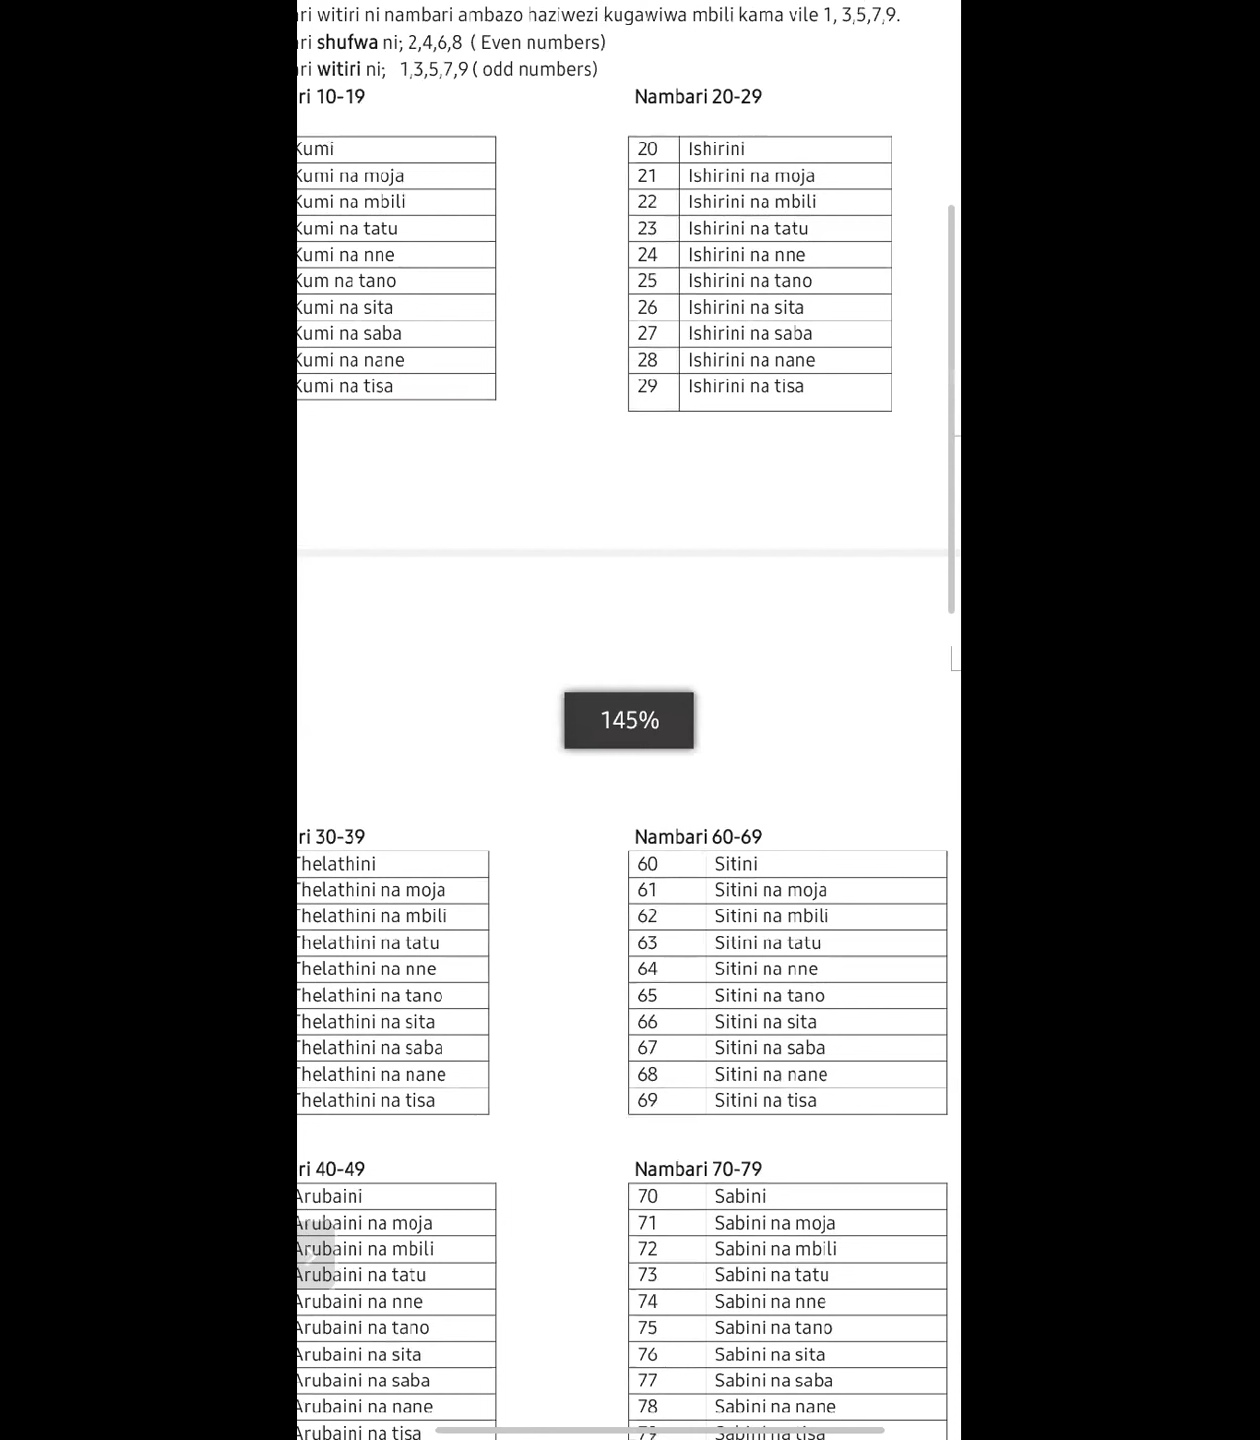 ri witiri ni nambari ambazo haziwezi kugawiwa mbili kama vile 1, 3,5,7,9.
ri shufwa ni; 2,4,6,8 ( Even numbers)
ri witiri ni; 1,3,5,7,9 ( odd numbers)
ri 10-19
Kumi
Kumi na moja
Kumi na mbili
Kumi na tatu
Kumi na nne
Kum na tano
Kumi na sita
Kumi na saba
Kumi na nane
Kumi na tisa
Nambari 20-29
20 Ishirini
21 Ishirini na moja
22 Ishirini na mbili
23 Ishirini na tatu
24 Ishirini na nne
25 Ishirini na tano
26 Ishirini na sita
27 Ishirini na saba
28 Ishirini na nane
29 Ishirini na tisa
145%
ri 30-39
Thelathini
Thelathini na moja
Thelathini na mbili
Thelathini na tatu
Thelathini na nne
Thelathini na tano
Thelathini na sita
Thelathini na saba
Thelathini na nane
Thelathini na tisa
Nambari 60-69
60 Sitini
61 Sitini na moja
62 Sitini na mbili
63 Sitini na tatu
64 Sitini na nne
65 Sitini na tano
66 Sitini na sita
67 Sitini na saba
68 Sitini na nane
69 Sitini na tisa
ri 40-49
Arubaini
Arubaini na moja
Arubaini na mbili
Arubaini na tatu
Arubaini na nne
Arubaini na tano
Arubaini na sita
Arubaini na saba
Arubaini na nane
Arubaini na tisa
Nambari 70-79
70 Sabini
71 Sabini na moja
72 Sabini na mbili
73 Sabini na tatu
74 Sabini na nne
75 Sabini na tano
76 Sabini na sita
77 Sabini na saba
78 Sabini na nane
79 Sabini na tisa